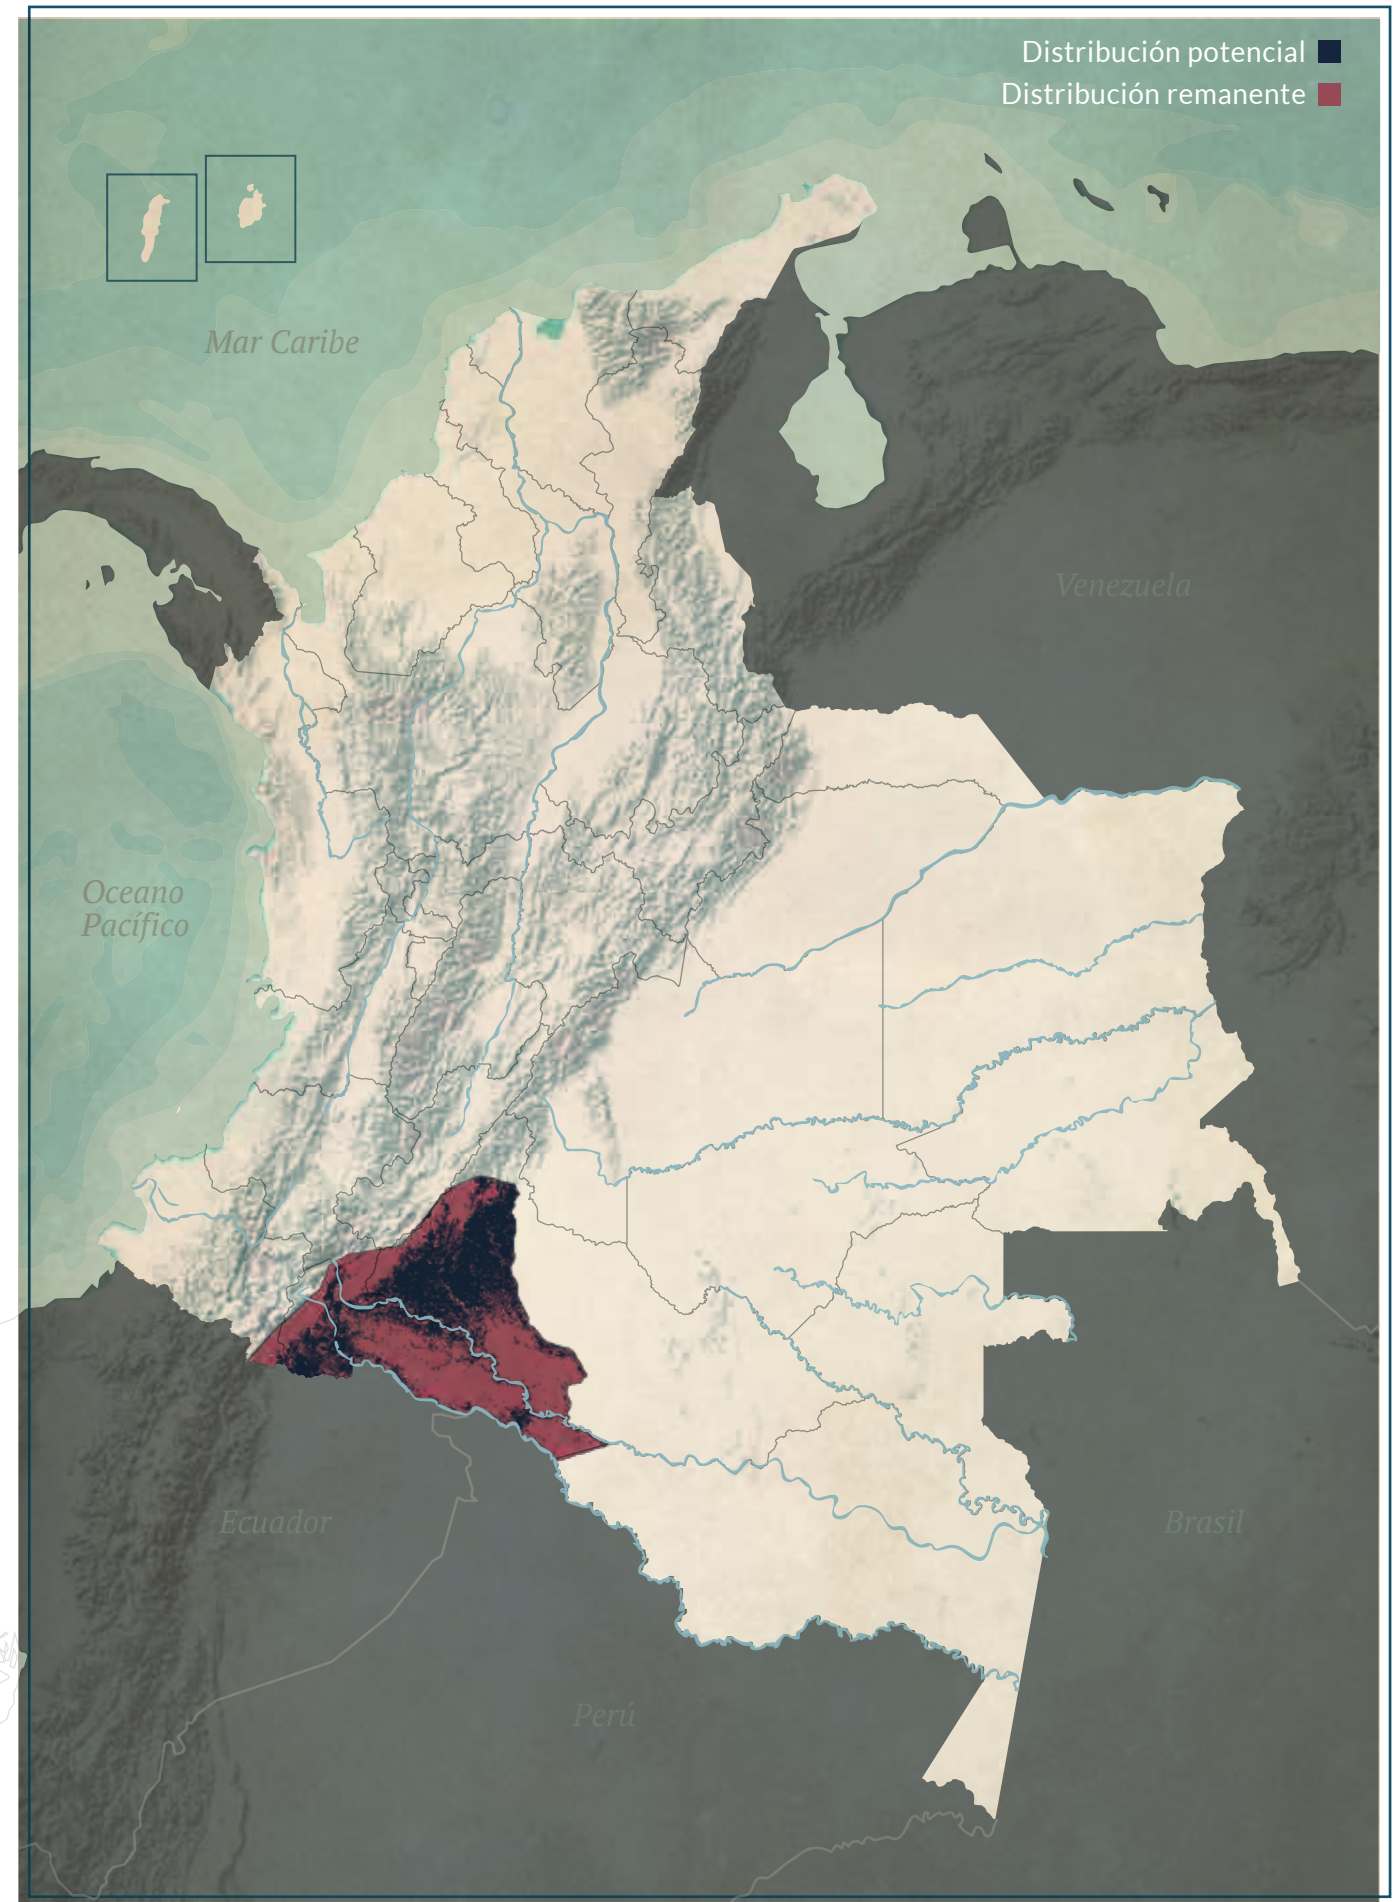 Distribución potencial
Distribución remanente
Mar Caribe
Venezuela
Oceano
Pacífico
Ecuador
Brasil
Perú